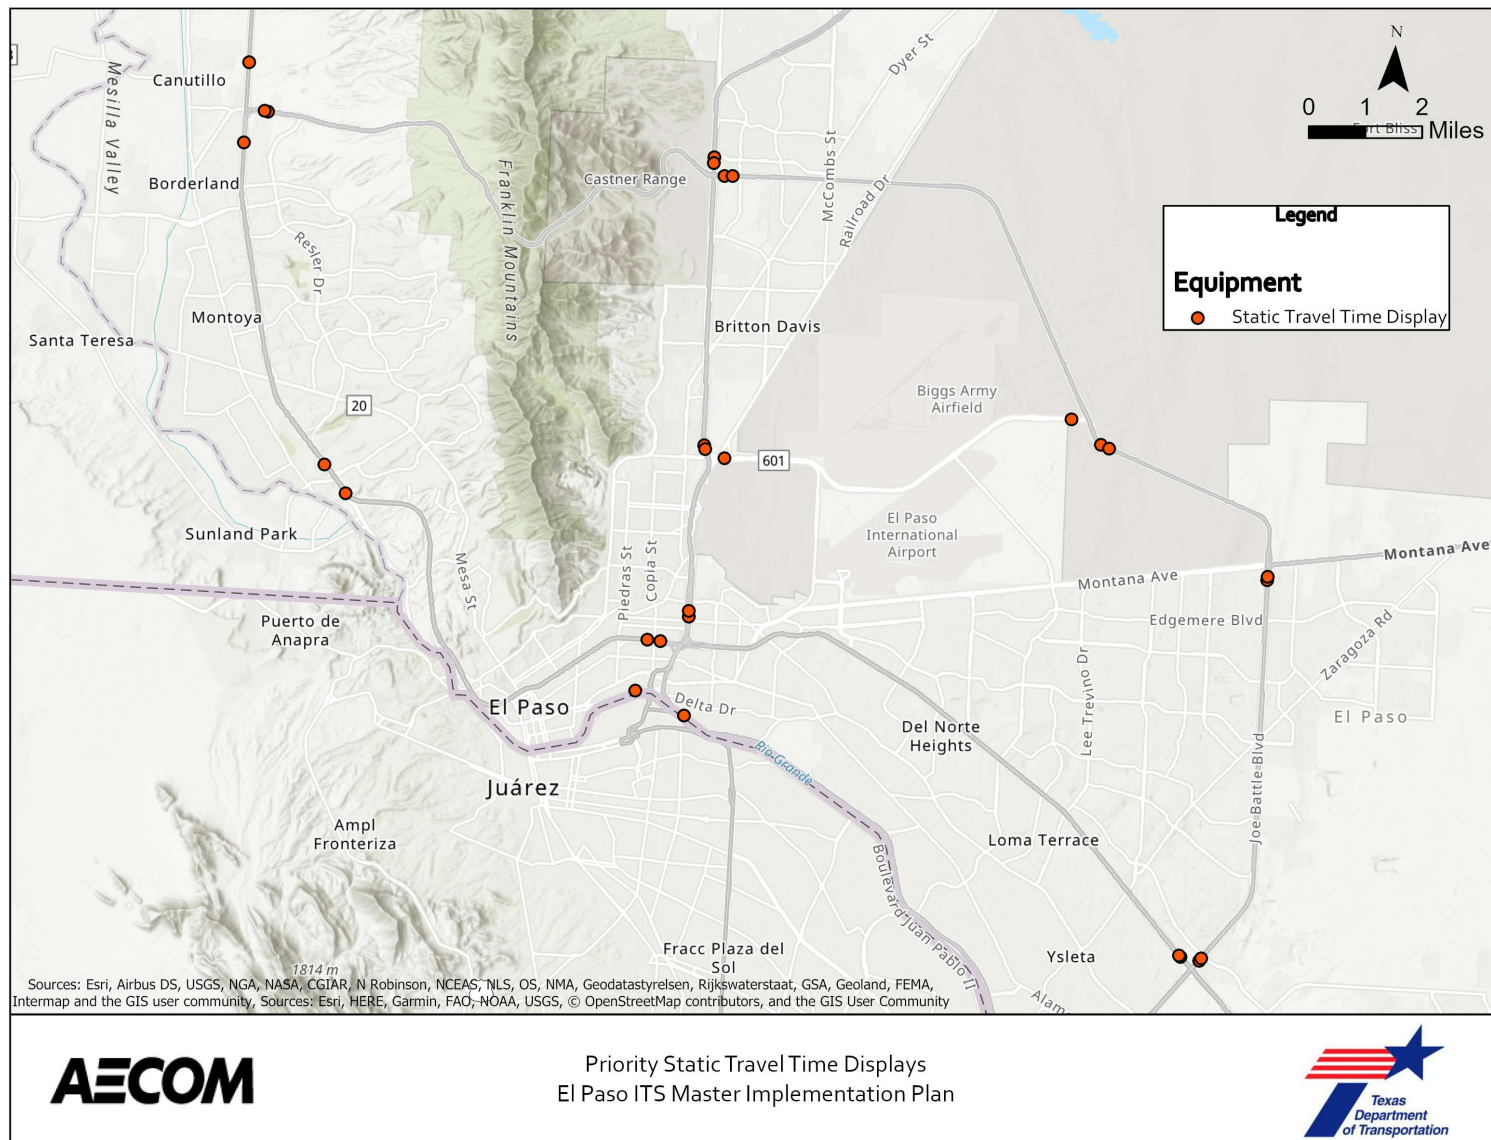 Canutillo
Mesilla Valley
Borderland
Resler Dr
Franklin Mountains
Castner Range
Dyer St
McCombs St
Railroad Dr
N
0 1 2
Fort Bliss
Miles
Legend
Equipment
Static Travel Time Display
Montoya
Santa Teresa
20
Britton Davis
Biggs Army
Airfield
601
El Paso
International
Airport
Sunland Park
Mesa St
Piedras St
Copia St
Montana Ave
Montana Ave
Edgemere Blvd
Zaragoza Rd
Puerto de
Anapra
Lee Trevino Dr
El Paso
El Paso
Delta Dr
Del Norte
Heights
Rio Grande
Juárez
Joe Battle Blvd
Ampl
Fronteriza
Loma Terrace
Boulevard Juan Pablo II
Fracc Plaza del
Sol
Ysleta
1814 m
Sources: Esri, Airbus DS, USGS, NGA, NASA, CGIAR, N Robinson, NCEAS, NLS, OS, NMA, Geodatastyrelsen, Rijkswaterstaat, GSA, Geoland, FEMA,
Intermap and the GIS user community, Sources: Esri, HERE, Garmin, FAO, NOAA, USGS, © OpenStreetMap contributors, and the GIS User Community
AECOM
Priority Static Travel Time Displays
El Paso ITS Master Implementation Plan
Texas
Department
of Transportation